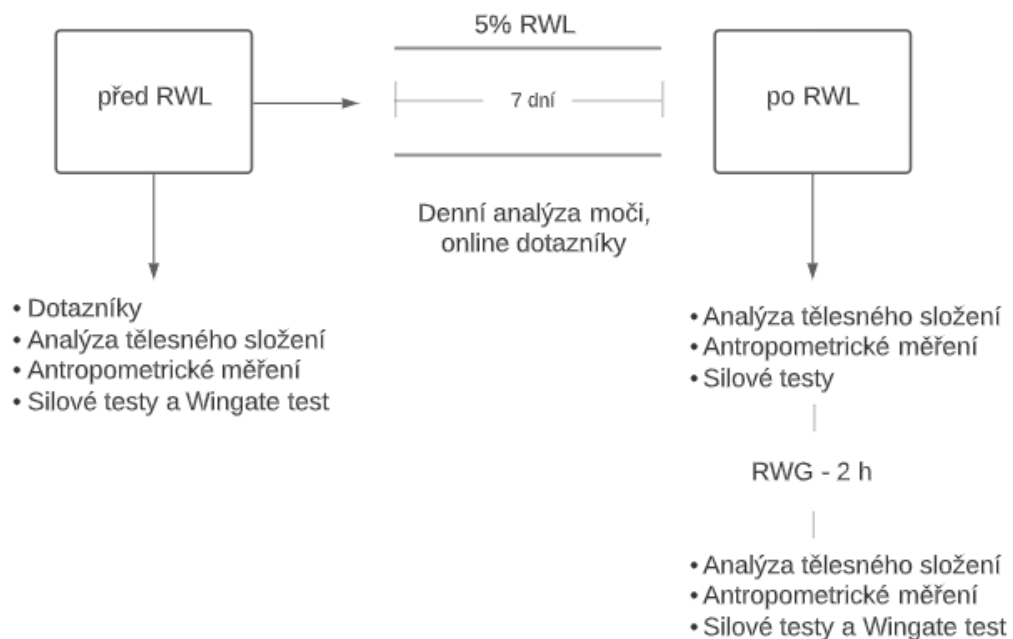 5% RWL
před RWL
7 dní
po RWL
Denní analýza moči,
online dotazníky
• Dotazníky
• Analýza tělesného složení
• Antropometrické měření
• Silové testy a Wingate test
• Analýza tělesného složení
• Antropometrické měření
• Silové testy
RWG - 2 h
• Analýza tělesného složení
• Antropometrické měření
• Silové testy a Wingate test